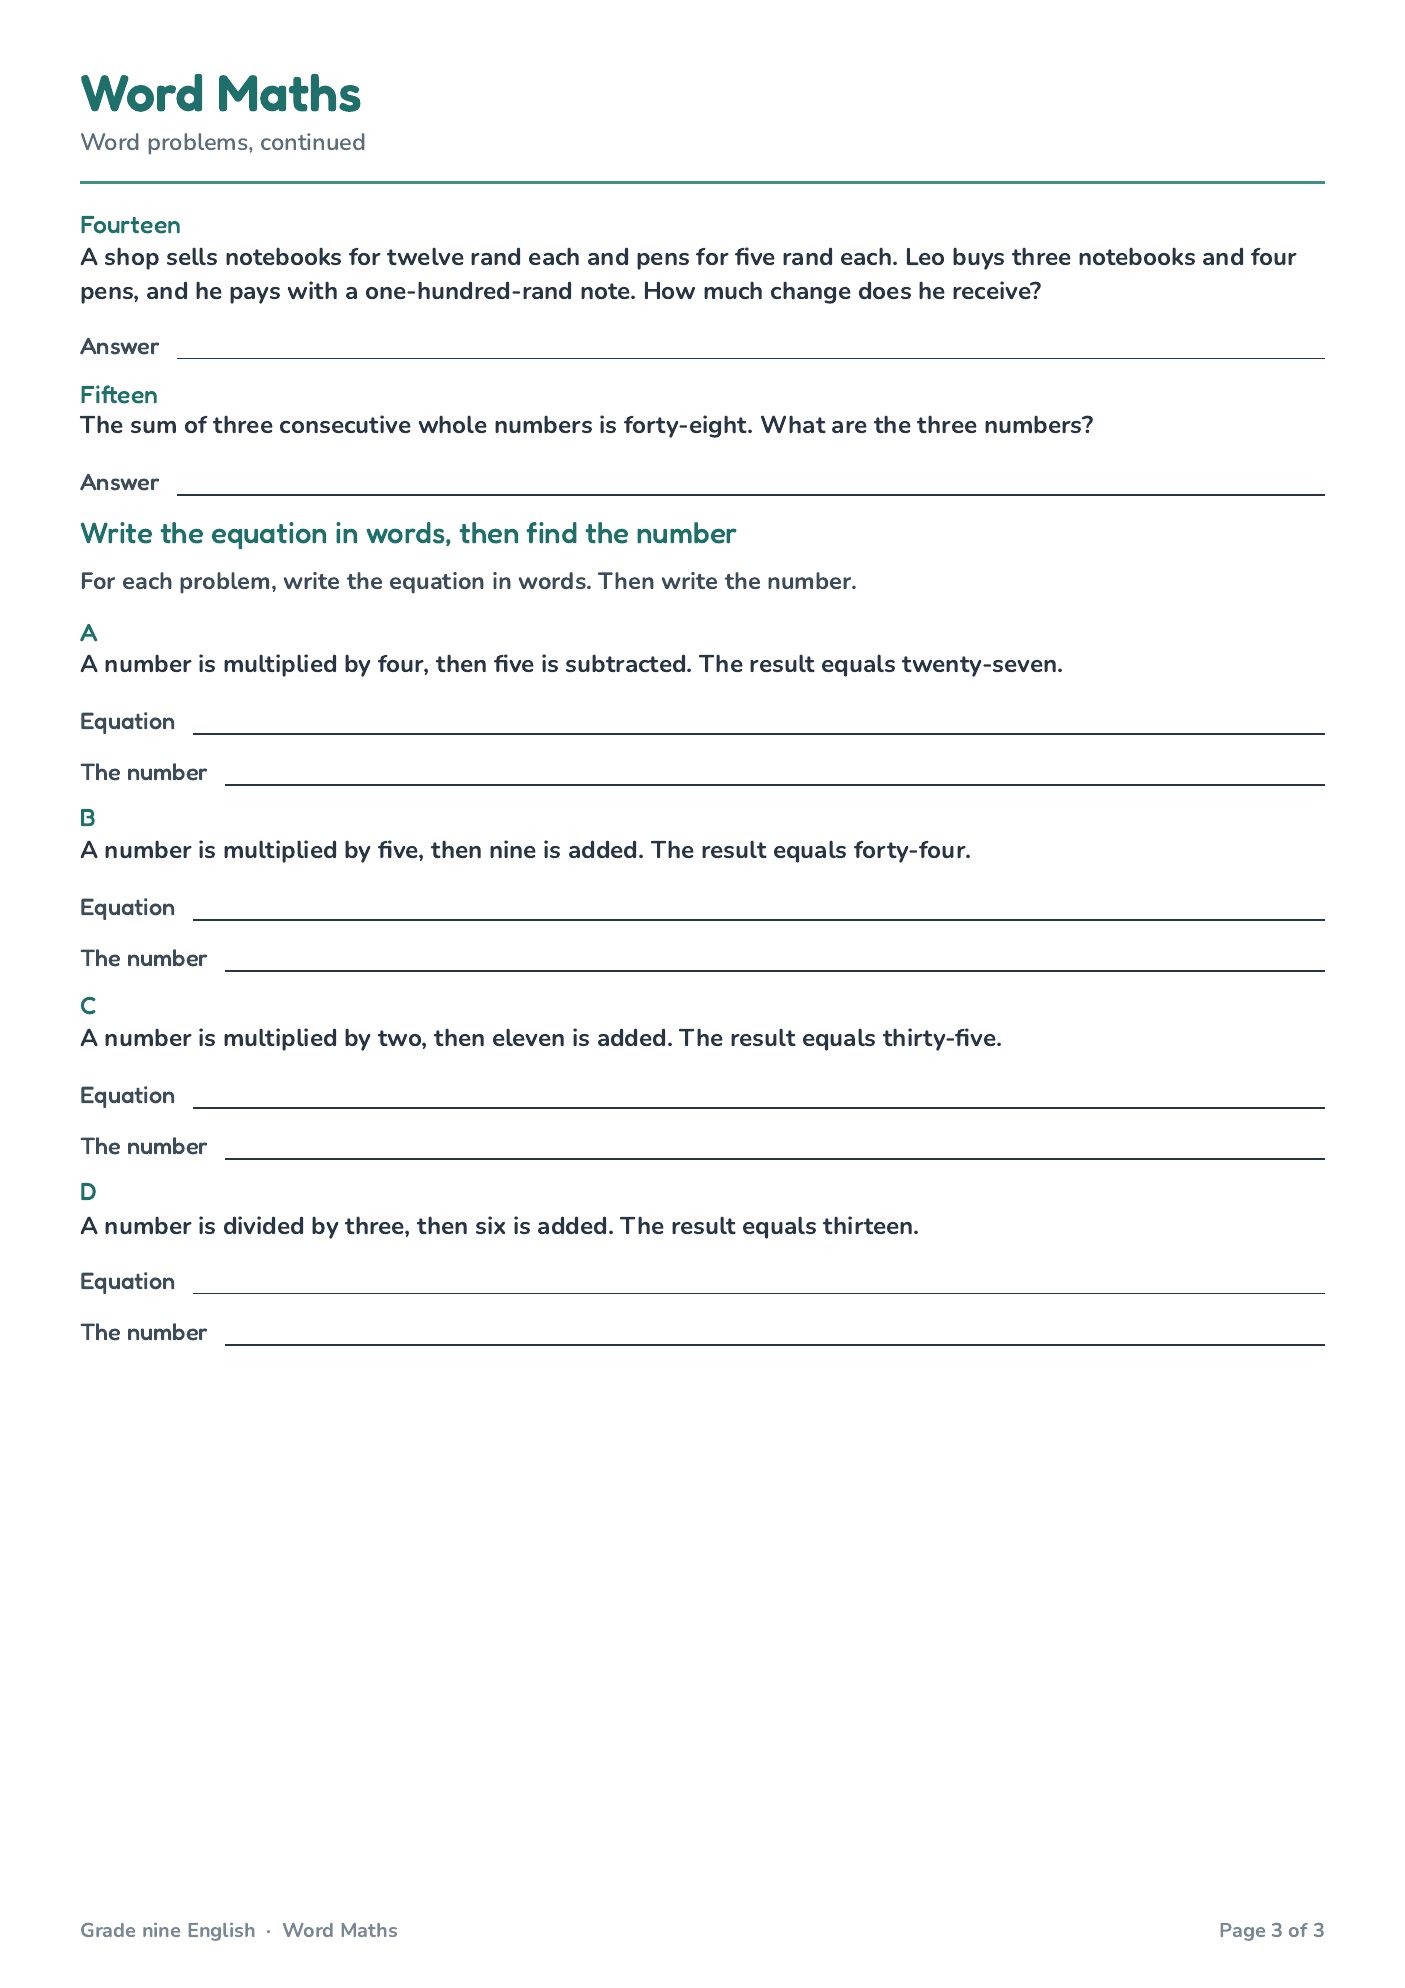 Word Maths
Word problems, continued
Fourteen
A shop sells notebooks for twelve rand each and pens for five rand each. Leo buys three notebooks and four
pens, and he pays with a one-hundred-rand note. How much change does he receive?
Answer
Fifteen
The sum of three consecutive whole numbers is forty-eight. What are the three numbers?
Answer
Write the equation in words, then find the number
For each problem, write the equation in words. Then write the number.
A
A number is multiplied by four, then five is subtracted. The result equals twenty-seven.
Equation
The number
B
A number is multiplied by five, then nine is added. The result equals forty-four.
Equation
The number
C
A number is multiplied by two, then eleven is added. The result equals thirty-five.
Equation
The number
D
A number is divided by three, then six is added. The result equals thirteen.
Equation
The number
Grade nine English · Word Maths
Page 3 of 3